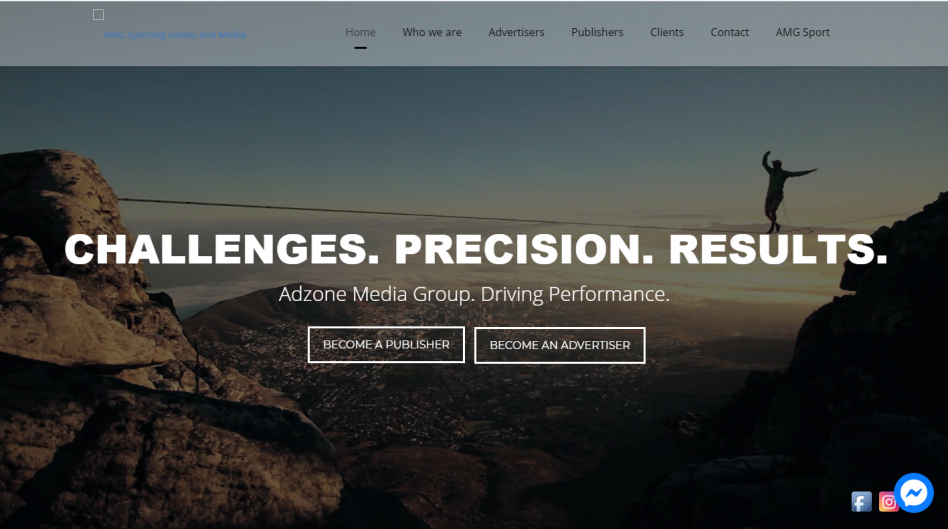 AMG Sporting Goods and Media
Home Who we are Advertisers Publishers Clients Contact AMG Sport
CHALLENGES. PRECISION. RESULTS.
Adzone Media Group. Driving Performance.
BECOME A PUBLISHER BECOME AN ADVERTISER